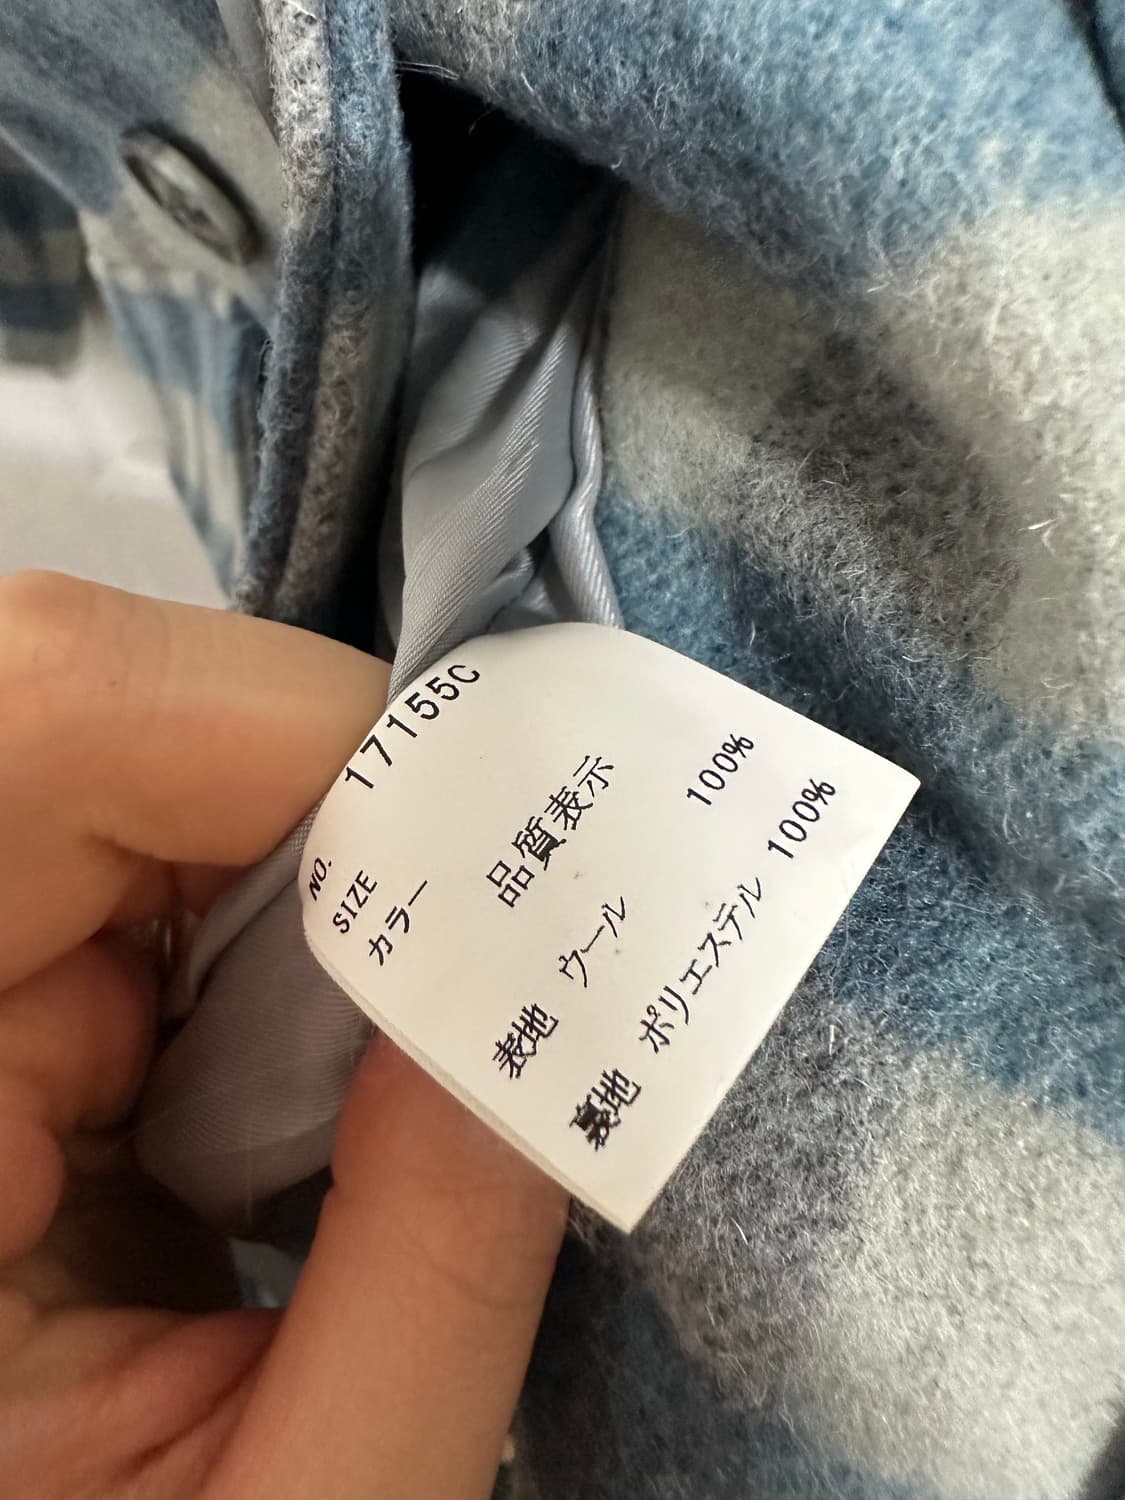 NO. 17155C
SIZE
カラー
品質表示
表地 ウール 100%
裏地 ポリエステル 100%